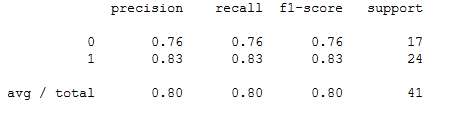 precision recall f1-score support
0 0.76 0.76 0.76 17
1 0.83 0.83 0.83 24
avg / total 0.80 0.80 0.80 41